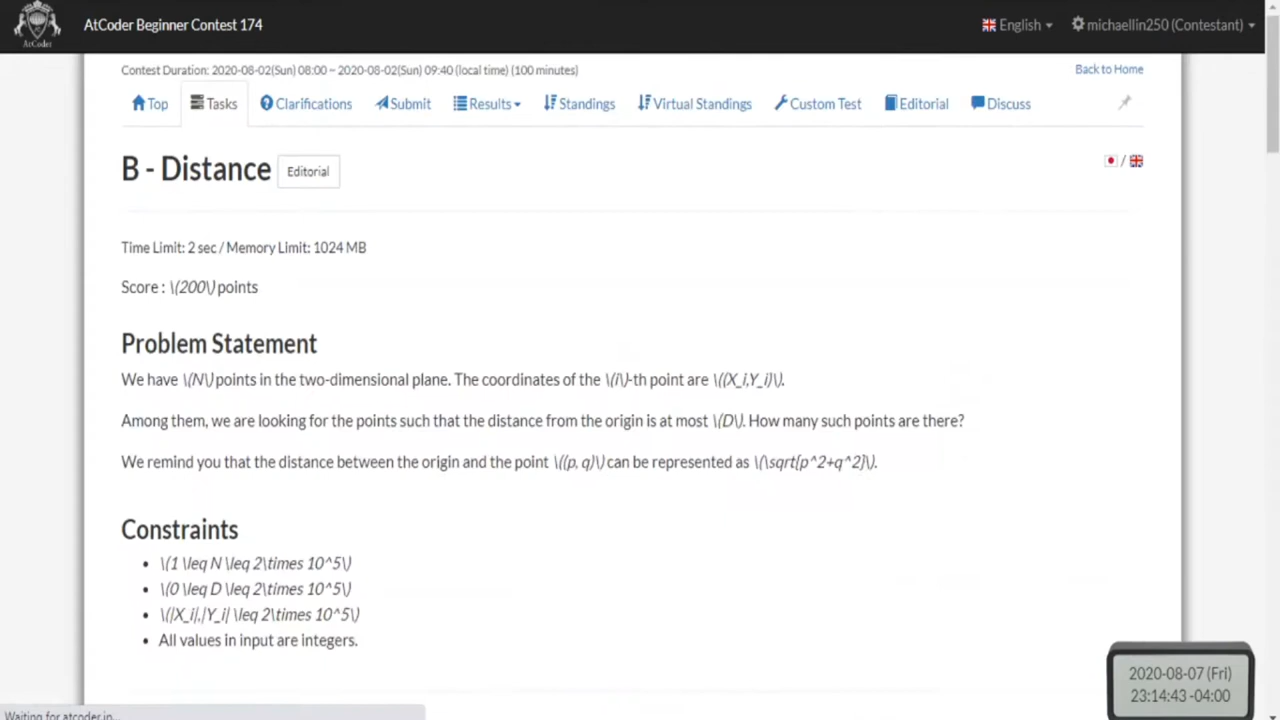 AtCoder
AtCoder Beginner Contest 174
English
michaellin250 (Contestant)
Contest Duration: 2020-08-02(Sun) 08:00 ~ 2020-08-02(Sun) 09:40 (local time) (100 minutes)
Back to Home
Top
Tasks
Clarifications
Submit
Results
Standings
Virtual Standings
Custom Test
Editorial
Discuss
B - Distance
Editorial
/
Time Limit: 2 sec / Memory Limit: 1024 MB
Score : \(200\) points
Problem Statement
We have \(N\) points in the two-dimensional plane. The coordinates of the \(i\)-th point are \((X_i,Y_i)\).
Among them, we are looking for the points such that the distance from the origin is at most \(D\). How many such points are there?
We remind you that the distance between the origin and the point \((p, q)\) can be represented as \(\sqrt{p^2+q^2}\).
Constraints
• \(1 \leq N \leq 2\times 10^5\)
• \(0 \leq D \leq 2\times 10^5\)
• \(|X_i|,|Y_i| \leq 2\times 10^5\)
• All values in input are integers.
2020-08-07 (Fri)
23:14:43 -04:00
Waiting for atcoder.jp...